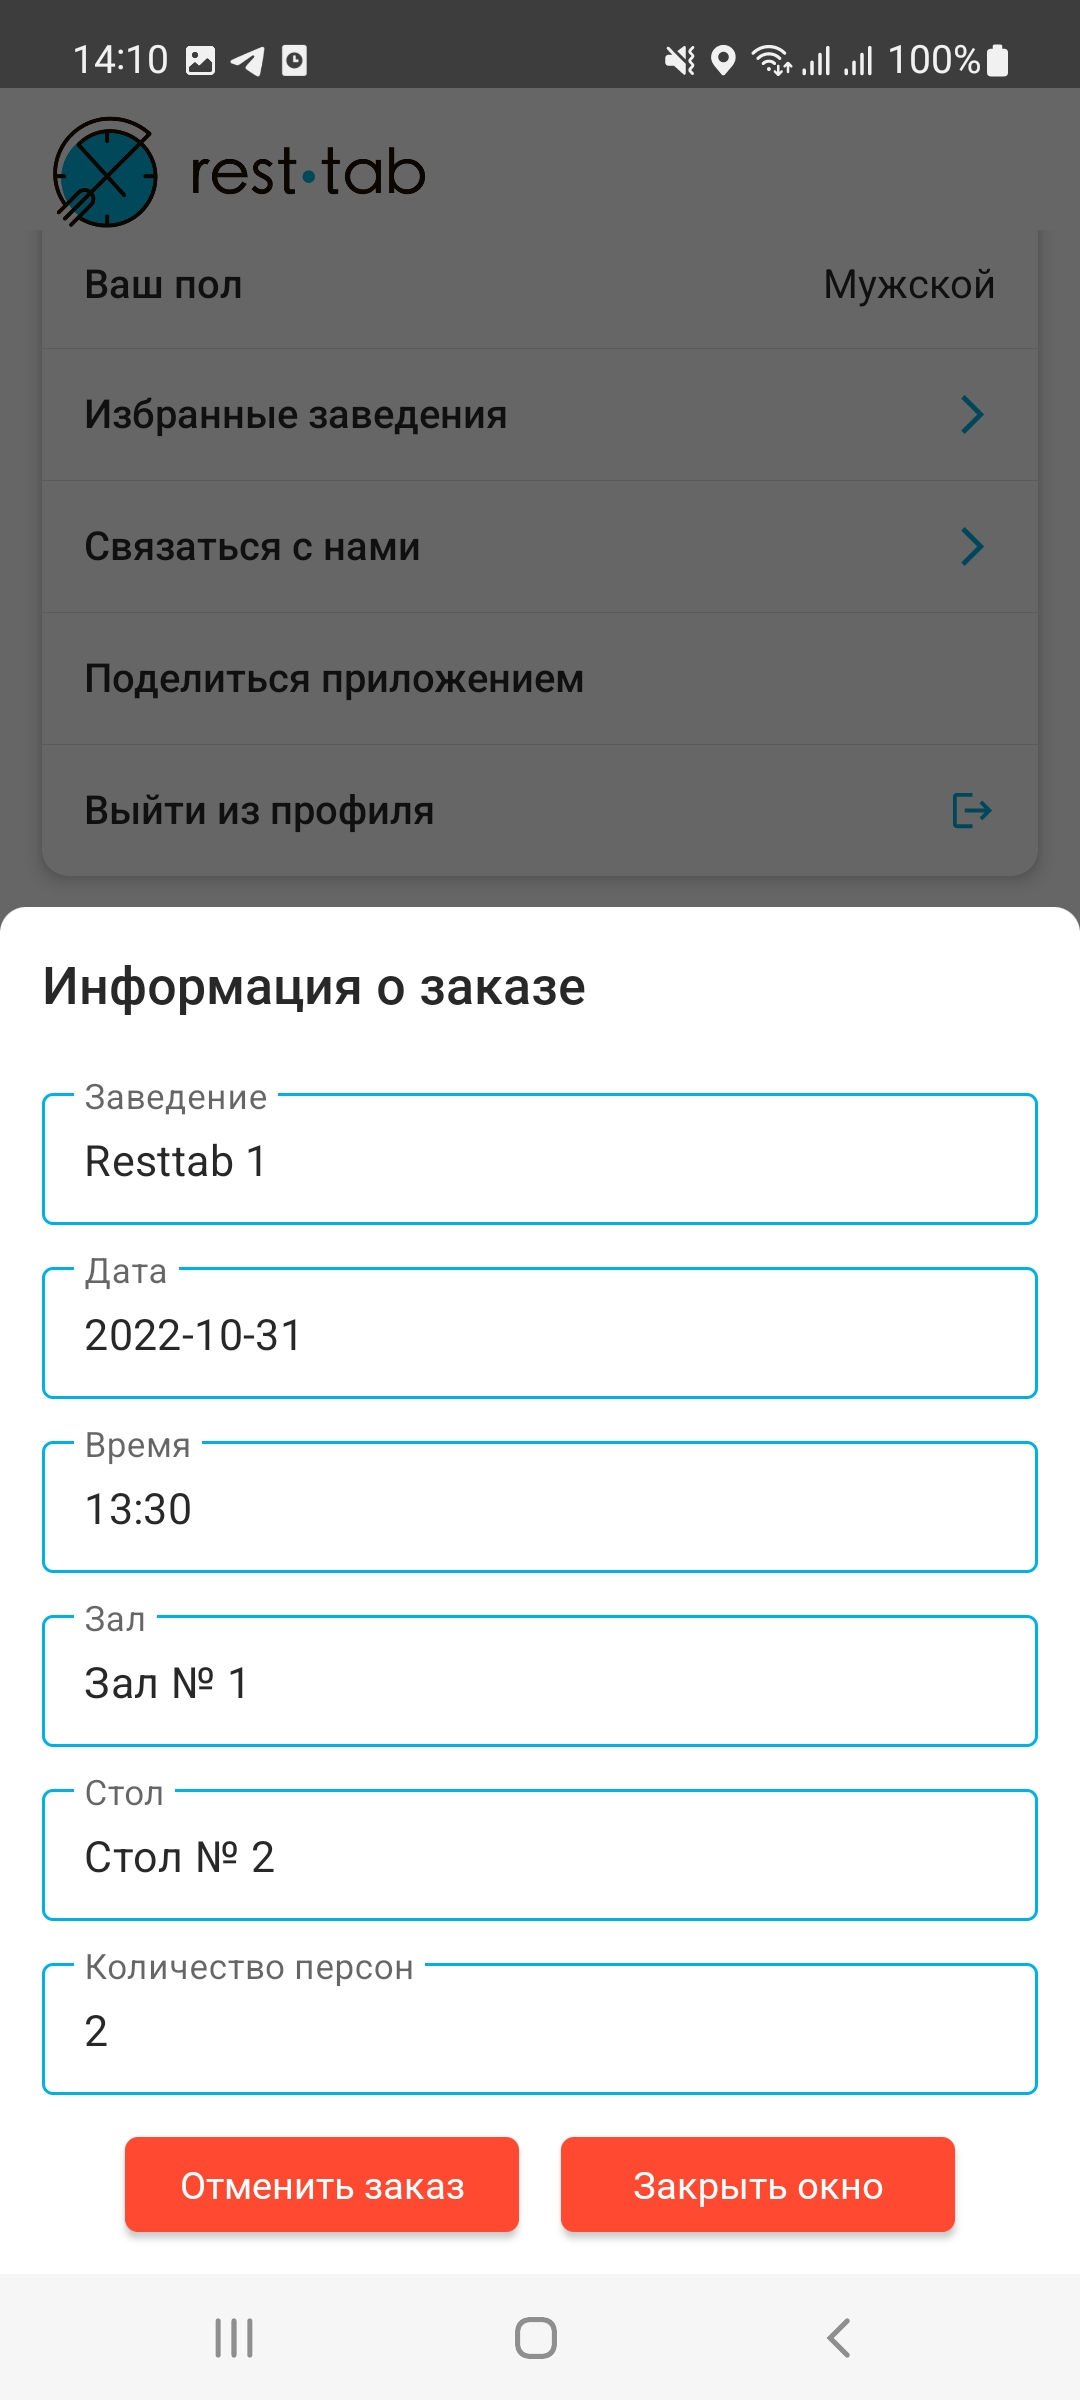 14:10
100%
rest·tab
Ваш пол
Мужской
Избранные заведения
Связаться с нами
Поделиться приложением
Выйти из профиля
Информация о заказе
Заведение
Resttab 1
Дата
2022-10-31
Время
13:30
Зал
Зал № 1
Стол
Стол № 2
Количество персон
2
Отменить заказ
Закрыть окно